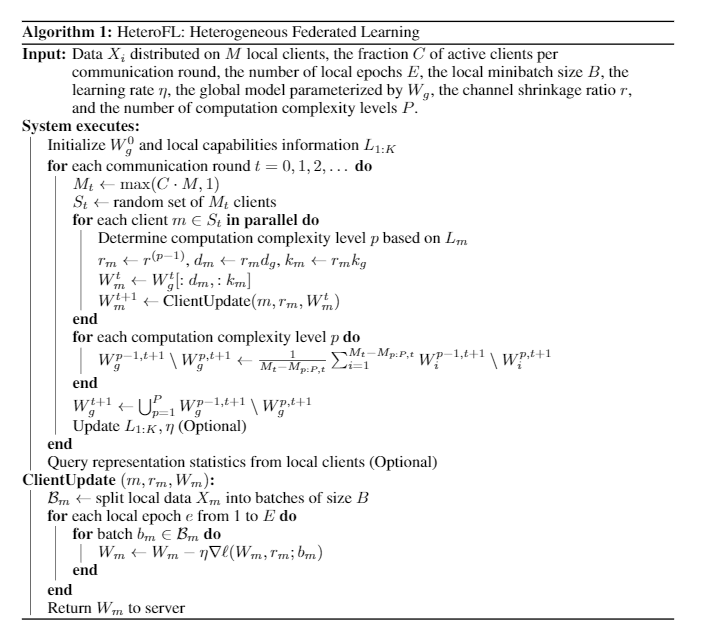 Algorithm 1: HeteroFL: Heterogeneous Federated Learning
Input: Data $X_i$ distributed on $M$ local clients, the fraction $C$ of active clients per
communication round, the number of local epochs $E$, the local minibatch size $B$, the
learning rate $\eta$, the global model parameterized by $W_g$, the channel shrinkage ratio $r$,
and the number of computation complexity levels $P$.
System executes:
Initialize $W_g^0$ and local capabilities information $L_{1:K}$
for each communication round $t = 0, 1, 2, \ldots$ do
$M_t \leftarrow \max(C \cdot M, 1)$
$S_t \leftarrow$ random set of $M_t$ clients
for each client $m \in S_t$ in parallel do
Determine computation complexity level $p$ based on $L_m$
$r_m \leftarrow r^{(p-1)}, d_m \leftarrow r_m d_g, k_m \leftarrow r_m k_g$
$W_m^t \leftarrow W_g^t[: d_m, : k_m]$
$W_m^{t+1} \leftarrow$ ClientUpdate$(m, r_m, W_m^t)$
end
for each computation complexity level $p$ do
$W_g^{p-1,t+1} \setminus W_g^{p,t+1} \leftarrow \frac{1}{M_t - M_{p:P,t}} \sum_{i=1}^{M_t - M_{p:P,t}} W_i^{p-1,t+1} \setminus W_i^{p,t+1}$
end
$W_g^{t+1} \leftarrow \bigcup_{p=1}^{P} W_g^{p-1,t+1} \setminus W_g^{p,t+1}$
Update $L_{1:K}, \eta$ (Optional)
end
Query representation statistics from local clients (Optional)
ClientUpdate $(m, r_m, W_m)$:
$\mathcal{B}_m \leftarrow$ split local data $X_m$ into batches of size $B$
for each local epoch $e$ from 1 to $E$ do
for batch $b_m \in \mathcal{B}_m$ do
$W_m \leftarrow W_m - \eta \nabla \ell(W_m, r_m; b_m)$
end
end
Return $W_m$ to server